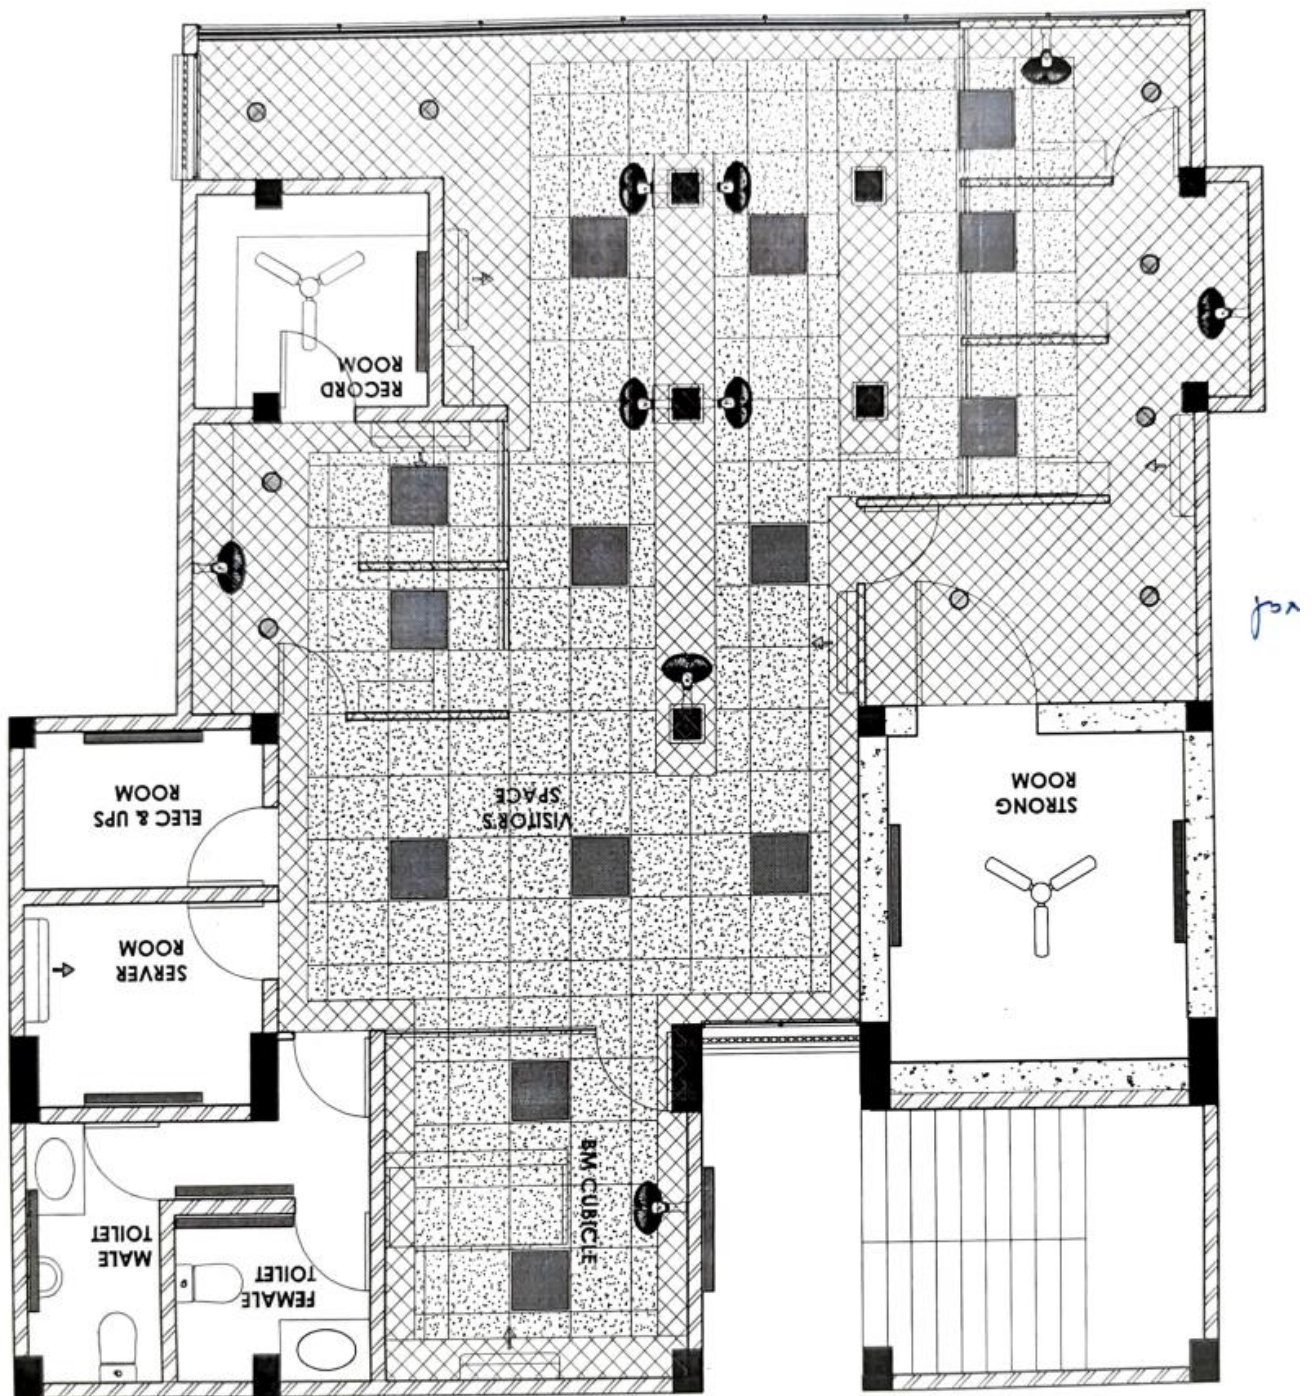 BM CUBICLE
FEMALE
TOILET
MALE
TOILET
SERVER
ROOM
STRONG
ROOM
VISITOR'S
SPACE
ELEC & UPS
ROOM
RECORD
ROOM